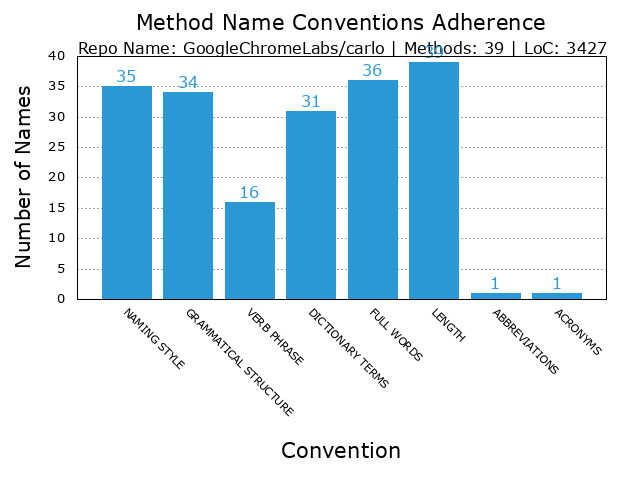 Method Name Conventions Adherence
Repo Name: GoogleChromeLabs/carlo | Methods: 39 | LoC: 3427
Number of Names
40
35
30
25
20
15
10
5
0
35
34
16
31
36
39
1
1
NAMING STYLE
GRAMMATICAL STRUCTURE
VERB PHRASE
DICTIONARY TERMS
FULL WORDS
LENGTH
ABBREVIATIONS
ACRONYMS
Convention